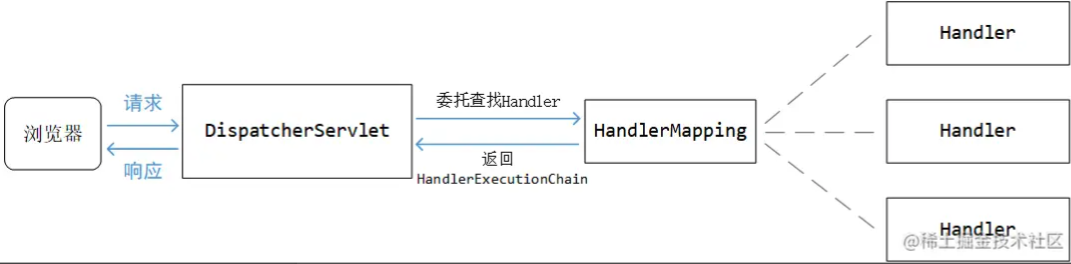 浏览器
请求
响应
DispatcherServlet
委托查找Handler
返回
HandlerExecutionChain
HandlerMapping
Handler
Handler
Handler
@稀土掘金技术社区